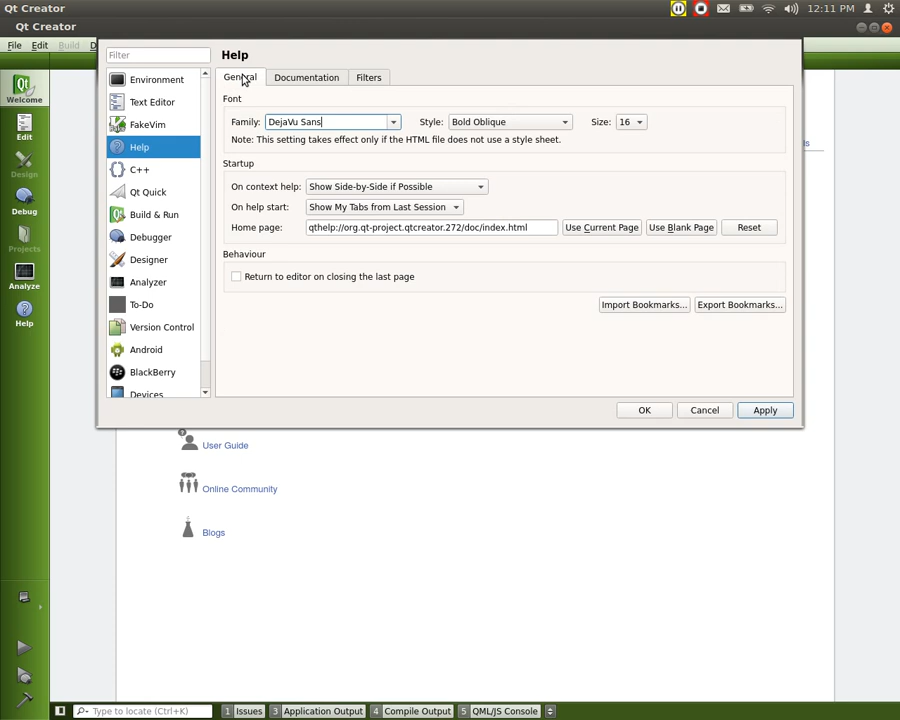 Qt Creator
12:11 PM
Qt Creator
File Edit Build D
Filter
Help
Environment
Text Editor
FakeVim
Help
C++
Qt Quick
Build & Run
Debugger
Designer
Analyzer
To-Do
Version Control
Android
BlackBerry
Devices
General Documentation Filters
Font
Family: DejaVu Sans Style: Bold Oblique Size: 16
Note: This setting takes effect only if the HTML file does not use a style sheet.
Startup
On context help: Show Side-by-Side if Possible
On help start: Show My Tabs from Last Session
Home page: qthelp://org.qt-project.qtcreator.272/doc/index.html Use Current Page Use Blank Page Reset
Behaviour
Return to editor on closing the last page
Import Bookmarks... Export Bookmarks...
OK Cancel Apply
Qt
Welcome
Edit
Design
Debug
Projects
Analyze
Help
ls
User Guide
Online Community
Blogs
Type to locate (Ctrl+K) 1 Issues 3 Application Output 4 Compile Output 5 QML/JS Console